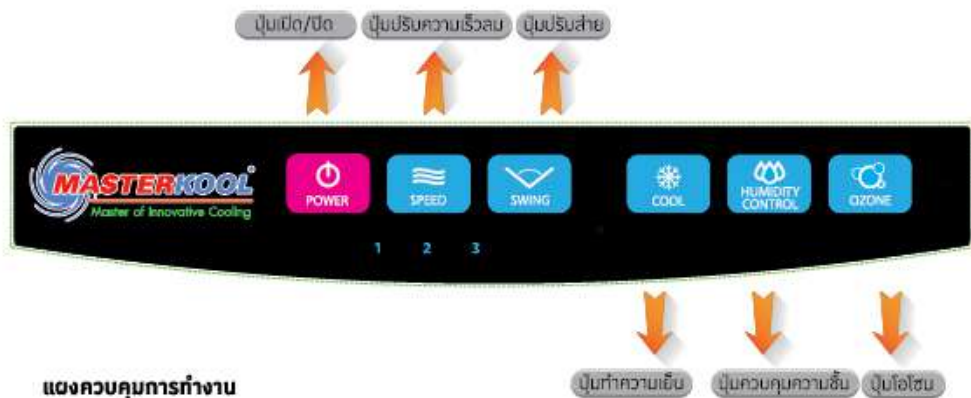 ปุ่มเปิด/ปิด ปุ่มปรับความเร็วลม ปุ่มปรับส่าย
MASTERKOOL®
Master of Innovative Cooling
POWER SPEED SWING COOL HUMIDITY CONTROL OZONE
1 2 3
ปุ่มทำความเย็น ปุ่มควบคุมความชื้น ปุ่มโอโซน
แผงควบคุมการทำงาน